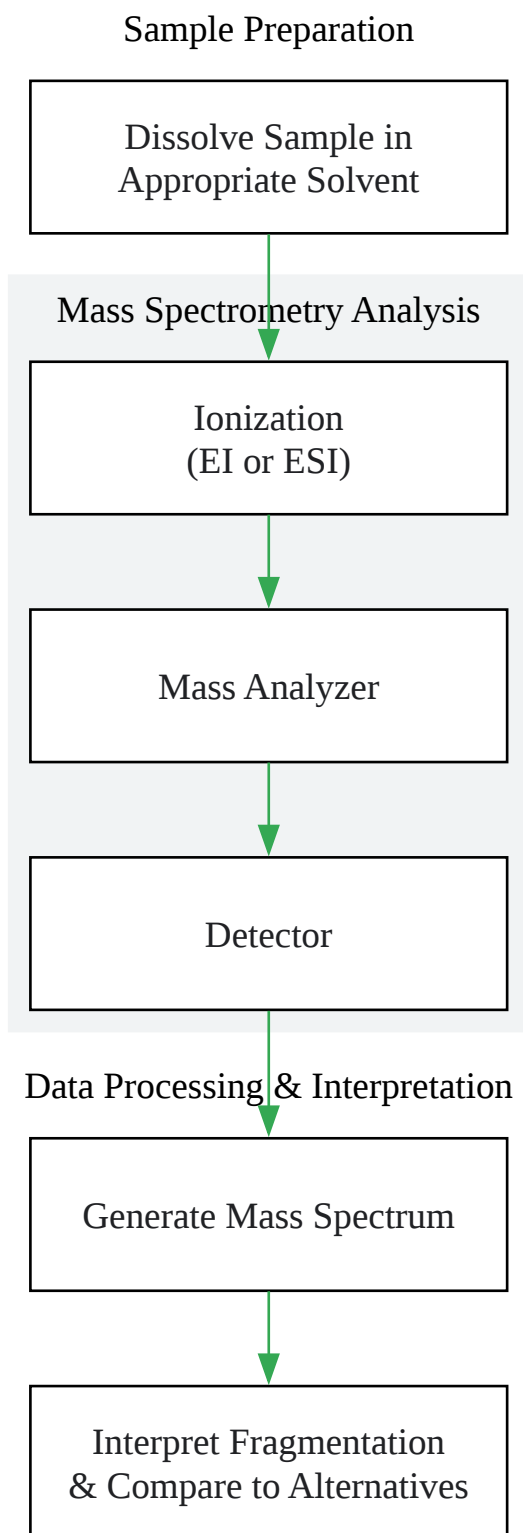 Sample Preparation
Dissolve Sample in
Appropriate Solvent
Mass Spectrometry Analysis
Ionization
(EI or ESI)
Mass Analyzer
Detector
Data Processing & Interpretation
Generate Mass Spectrum
Interpret Fragmentation
& Compare to Alternatives